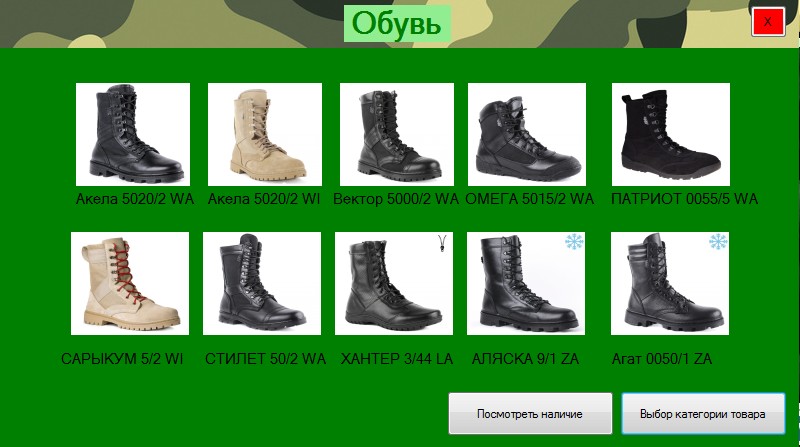 Обувь
X
Акела 5020/2 WA
Акела 5020/2 WI
Вектор 5000/2 WA
ОМЕГА 5015/2 WA
ПАТРИОТ 0055/5 WA
САРЫКУМ 5/2 WI
СТИЛЕТ 50/2 WA
ХАНТЕР 3/44 LA
АЛЯСКА 9/1 ZA
Агат 0050/1 ZA
Посмотреть наличие
Выбор категории товара